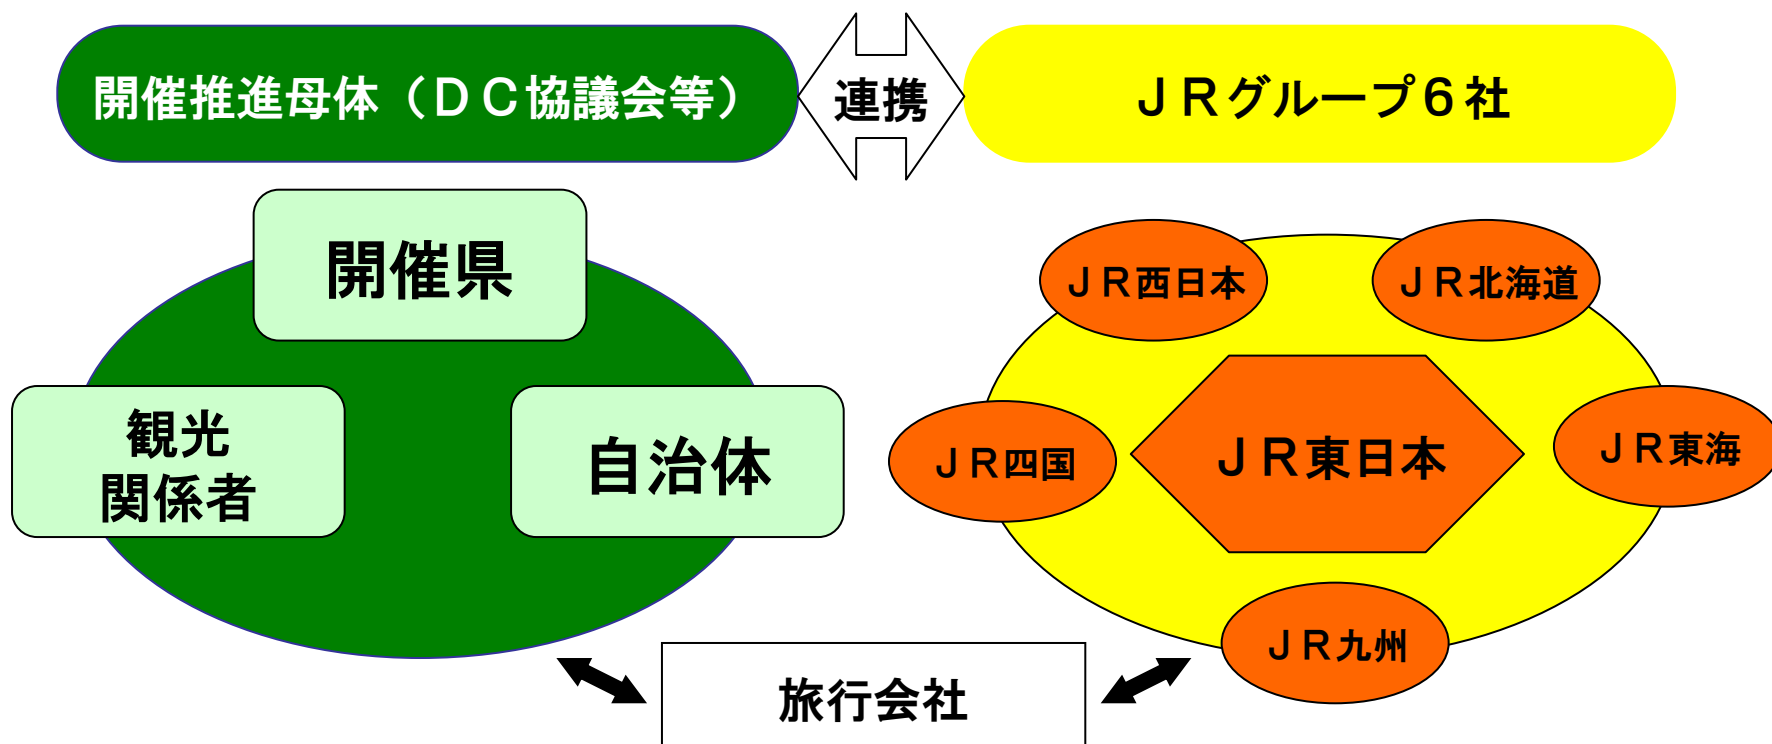 開催推進母体（ＤＣ協議会等）
連携
ＪＲグループ６社
開催県
観光
関係者
自治体
ＪＲ西日本
ＪＲ北海道
ＪＲ四国
ＪＲ東日本
ＪＲ東海
ＪＲ九州
旅行会社